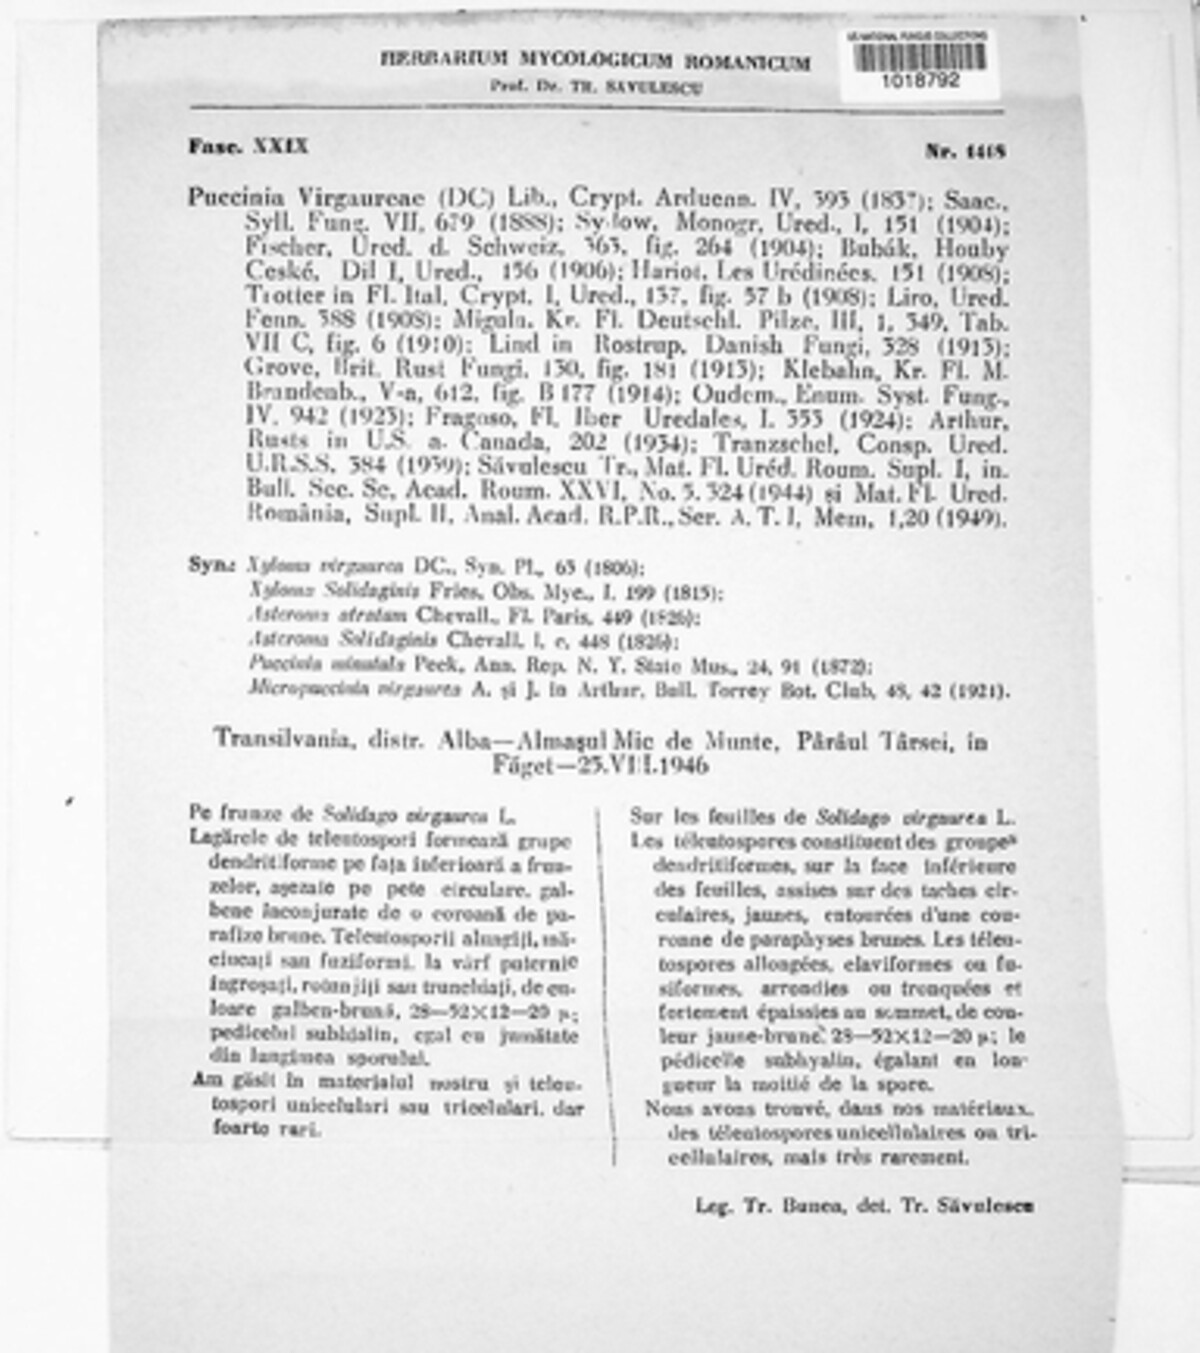 HERBARIUM MYCOLOGICUM ROMANICUM
Prof. Dr. TR. SAVULESCU
US NATIONAL FUNGUS COLLECTIONS
1018792
Fasc. XXIX
Nr. 1418
Puccinia Virgaureae (DC) Lib., Crypt. Arduenn. IV, 393 (1837); Sacc.,
Syll. Fung. VII, 679 (1888); Sydow, Monogr, Ured., I, 151 (1904);
Fischer, Ured. d. Schweiz, 363, fig. 264 (1904); Bubák, Houby
Ceské, Dil I, Ured., 156 (1906); Hariot, Les Urédinées, 151 (1908);
Trotter in Fl. Ital. Crypt. I, Ured., 137, fig. 37 b (1908); Liro, Ured.
Fenn. 388 (1908); Migula, Kr. Fl. Deutschl. Pilze, III, 1, 349, Tab.
VII C, fig. 6 (1910); Lind in Rostrup, Danish Fungi, 328 (1913);
Grove, Brit. Rust Fungi, 130, fig. 181 (1913); Klebahn, Kr. Fl. M.
Brandenb., V-a, 612, fig. B 177 (1914); Oudem., Enum. Syst. Fung.,
IV, 942 (1923); Fragoso, Fl. Iber Uredales, I. 353 (1924); Arthur,
Rusts in U.S. a. Canada, 202 (1934); Tranzschel, Consp. Ured.
U.R.S.S. 384 (1939); Săvulescu Tr., Mat. Fl. Uréd. Roum. Supl. I, in.
Bull. Sec. Sc, Acad. Roum. XXVI, No. 5. 324 (1944) și Mat. Fl. Ured.
România, Supl. II, Anal. Acad. R.P.R., Ser. A. T. I, Mem, 1,20 (1949).
Syn.: Xyloma virgaurea DC., Syn. Pl., 63 (1806);
Xyloma Solidaginis Fries, Obs. Myc., I, 199 (1815);
Asteroma atratum Chevall., Fl. Paris, 449 (1826);
Asteroma Solidaginis Chevall. l. c. 448 (1826);
Puccinia minutula Peck, Ann. Rep. N. Y. State Mus., 24, 91 (1872);
Micropuccinia virgaurea A. și J. in Arthur, Bull. Torrey Bot. Club, 48, 42 (1921).
Transilvania, distr. Alba—Almașul Mic de Munte, Pârâul Târsei, în
Făget—25.VIII.1946
Pe frunze de Solidago virgaurea L.
Lagărele de teleutospori formează grupe
dendritiforme pe fața inferioară a frun-
zelor, așezate pe pete circulare, gal-
bene înconjurate de o coroană de pa-
rafize brune. Teleutosporii alungiți, mă-
ciucați sau fuziformi, la vârf puternic
îngroșați, rotunjiți sau trunchiați, de cu-
loare galben-brună, 28—52×12—20 µ;
pedicelul subhialin, egal cu jumătate
din lungimea sporului.
Am găsit în materialul nostru și teleu-
tospori unicelulari sau tricelulari, dar
foarte rari.
Sur les feuilles de Solidago virgaurea L.
Les téleutospores constituent des groupes
dendritiformes, sur la face inférieure
des feuilles, assises sur des taches cir-
culaires, jaunes, entourées d'une cou-
ronne de paraphyses brunes. Les téleu-
tospores allongées, claviformes ou fu-
siformes, arrondies ou tronquées et
fortement épaissies au sommet, de cou-
leur jaune-brune, 28—52×12—20 µ; le
pédicelle subhyalin, égalant en lon-
gueur la moitié de la spore.
Nous avons trouvé, dans nos matériaux,
des téleutospores unicellulaires ou tri-
cellulaires, mais très rarement.
Leg. Tr. Bunea, det. Tr. Săvulescu